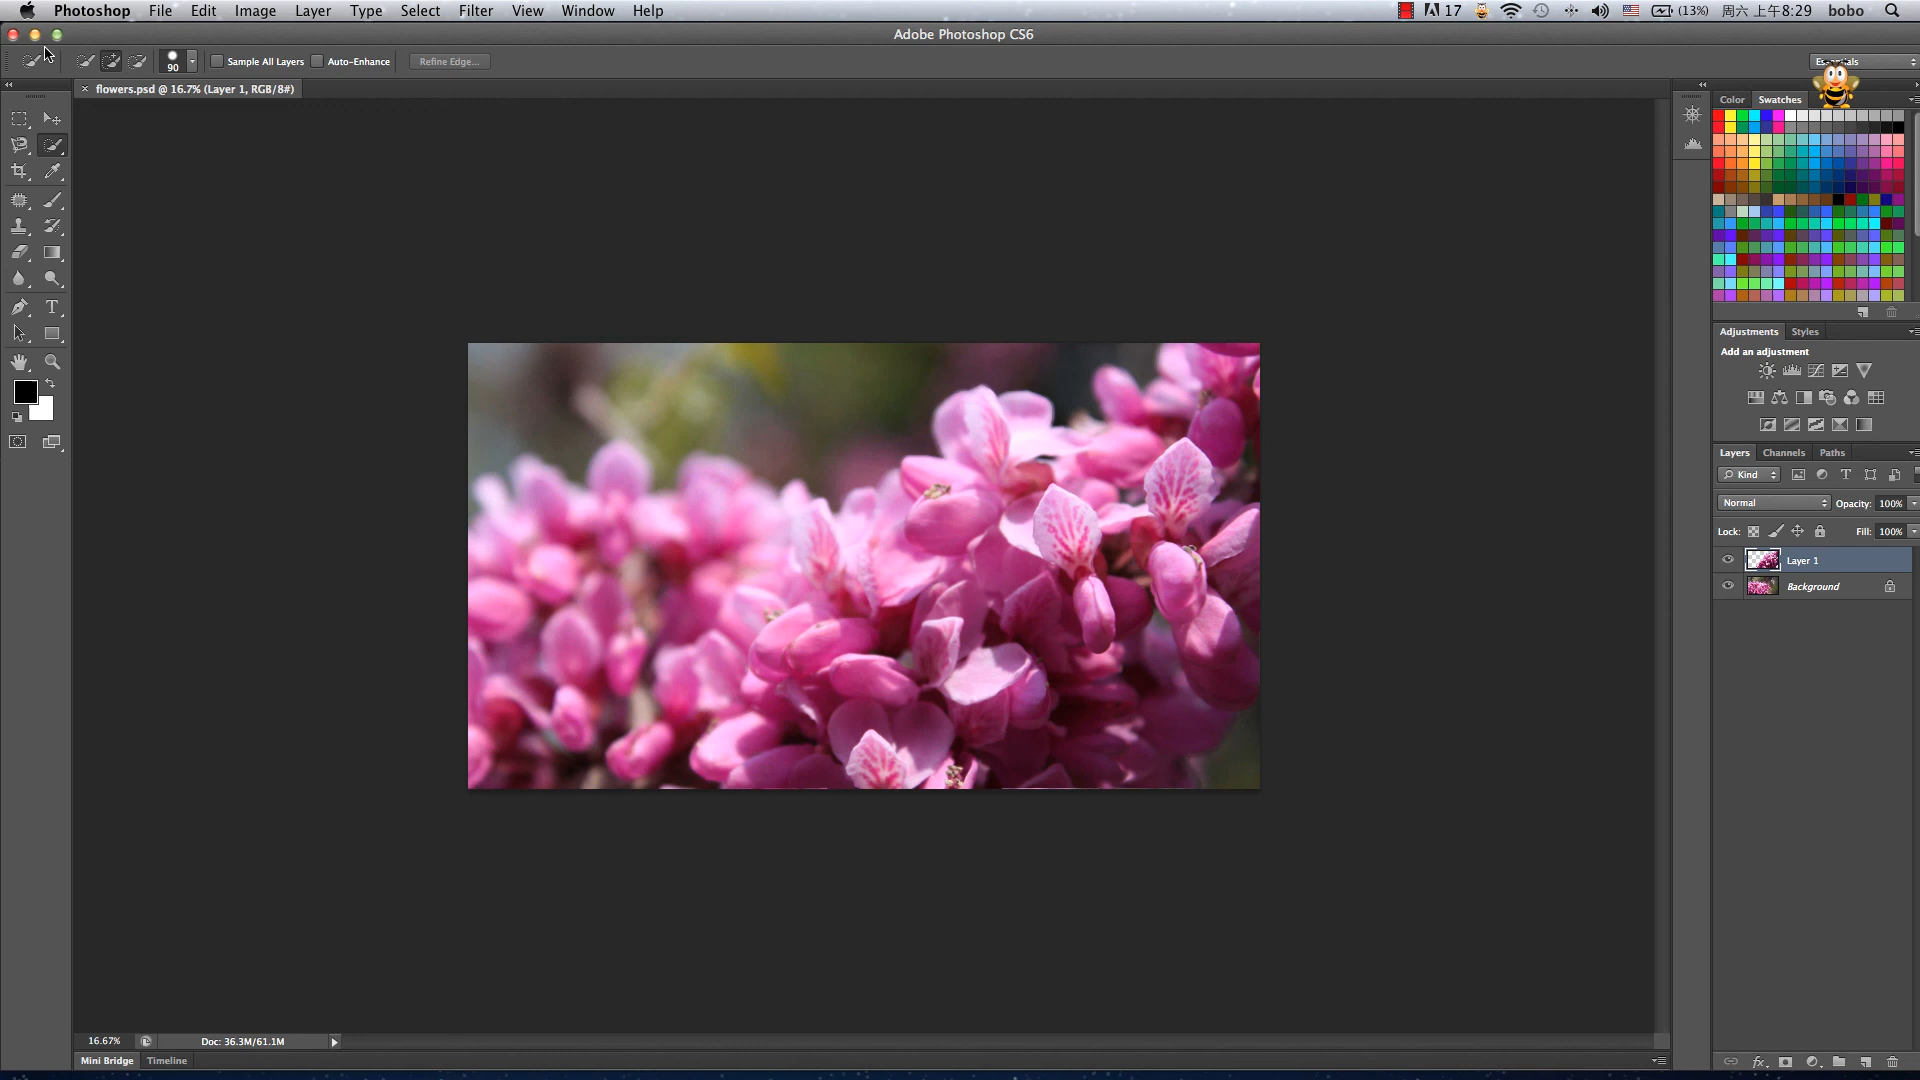 Photoshop File Edit Image Layer Type Select Filter View Window Help 17 (13%) 周六 上午8:29 bobo
Adobe Photoshop CS6
90 Sample All Layers Auto-Enhance Refine Edge...
flowers.psd @ 16.7% (Layer 1, RGB/8#)
Color Swatches
Adjustments Styles
Add an adjustment
Layers Channels Paths
Kind
Normal Opacity: 100%
Lock: Fill: 100%
Layer 1
Background
16.67% Doc: 36.3M/61.1M
Mini Bridge Timeline